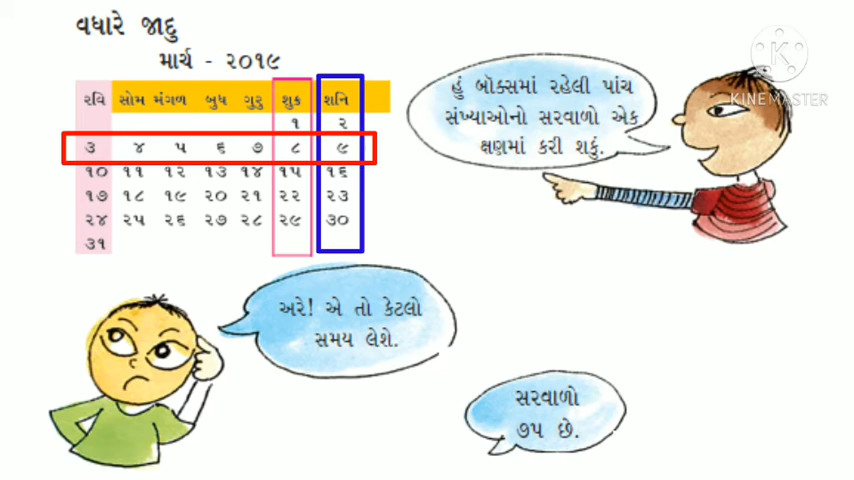 વધારે જાદુ
માર્ચ - ૨૦૧૯
રવિ સોમ મંગળ બુધ ગુરુ શુક્ર શનિ
૧ ૨
૩ ૪ ૫ ૬ ૭ ૮ ૯
૧૦ ૧૧ ૧૨ ૧૩ ૧૪ ૧૫ ૧૬
૧૭ ૧૮ ૧૯ ૨૦ ૨૧ ૨૨ ૨૩
૨૪ ૨૫ ૨૬ ૨૭ ૨૮ ૨૯ ૩૦
૩૧
હું બૉક્સમાં રહેલી પાંચ
સંખ્યાઓનો સરવાળો એક
ક્ષણમાં કરી શકું.
K
KINEMASTER
અરે! એ તો કેટલો
સમય લેશે.
સરવાળો
૭૫ છે.